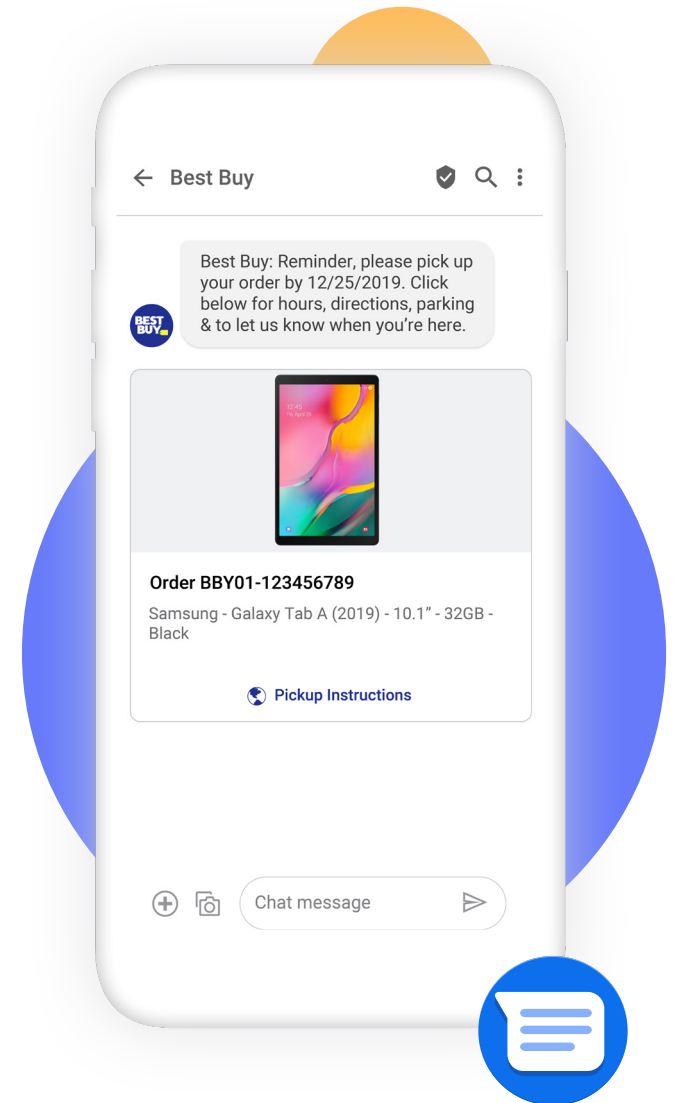 Best Buy
Best Buy: Reminder, please pick up
your order by 12/25/2019. Click
below for hours, directions, parking
& to let us know when you’re here.
BEST
BUY
12:45
Order BBY01-123456789
Samsung - Galaxy Tab A (2019) - 10.1” - 32GB -
Black
Pickup Instructions
Chat message